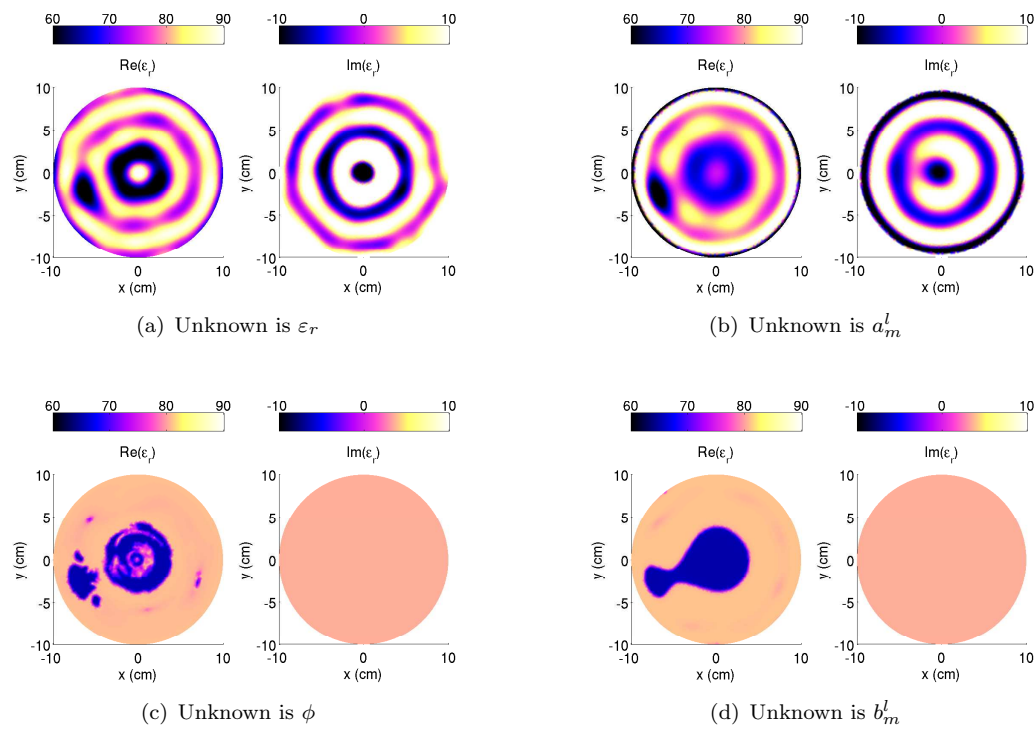 60 70 80 90 -10 0 10 60 70 80 90 -10 0 10
Re(εr) Im(εr) Re(εr) Im(εr)
10 10 10 10
5 5 5 5
y (cm) 0 y (cm) 0 y (cm) 0 y (cm) 0
-5 -5 -5 -5
-10 -10 -10 -10
-10 0 10 -10 0 10 -10 0 10 -10 0 10
x (cm) x (cm) x (cm) x (cm)
(a) Unknown is εr (b) Unknown is a_m^l
60 70 80 90 -10 0 10 60 70 80 90 -10 0 10
Re(εr) Im(εr) Re(εr) Im(εr)
10 10 10 10
5 5 5 5
y (cm) 0 y (cm) 0 y (cm) 0 y (cm) 0
-5 -5 -5 -5
-10 -10 -10 -10
-10 0 10 -10 0 10 -10 0 10 -10 0 10
x (cm) x (cm) x (cm) x (cm)
(c) Unknown is ϕ (d) Unknown is b_m^l